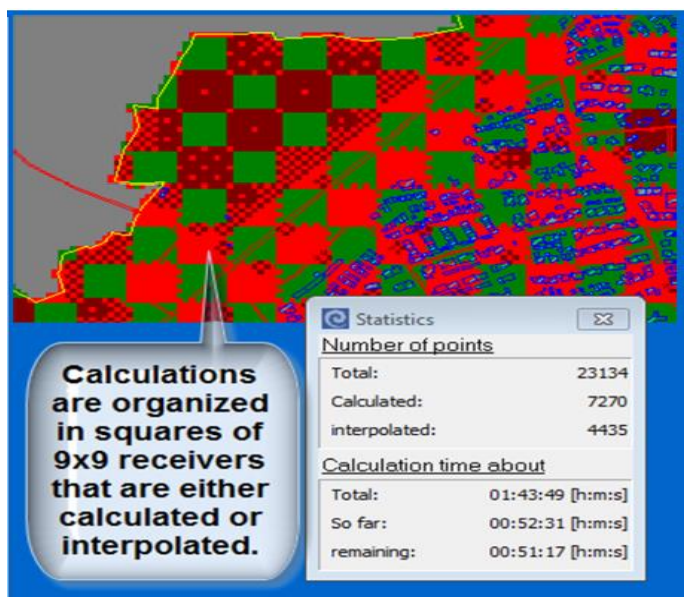 Calculations
are organized
in squares of
9x9 receivers
that are either
calculated or
interpolated.
Statistics
Number of points
Total: 23134
Calculated: 7270
interpolated: 4435
Calculation time about
Total: 01:43:49 [h:m:s]
So far: 00:52:31 [h:m:s]
remaining: 00:51:17 [h:m:s]